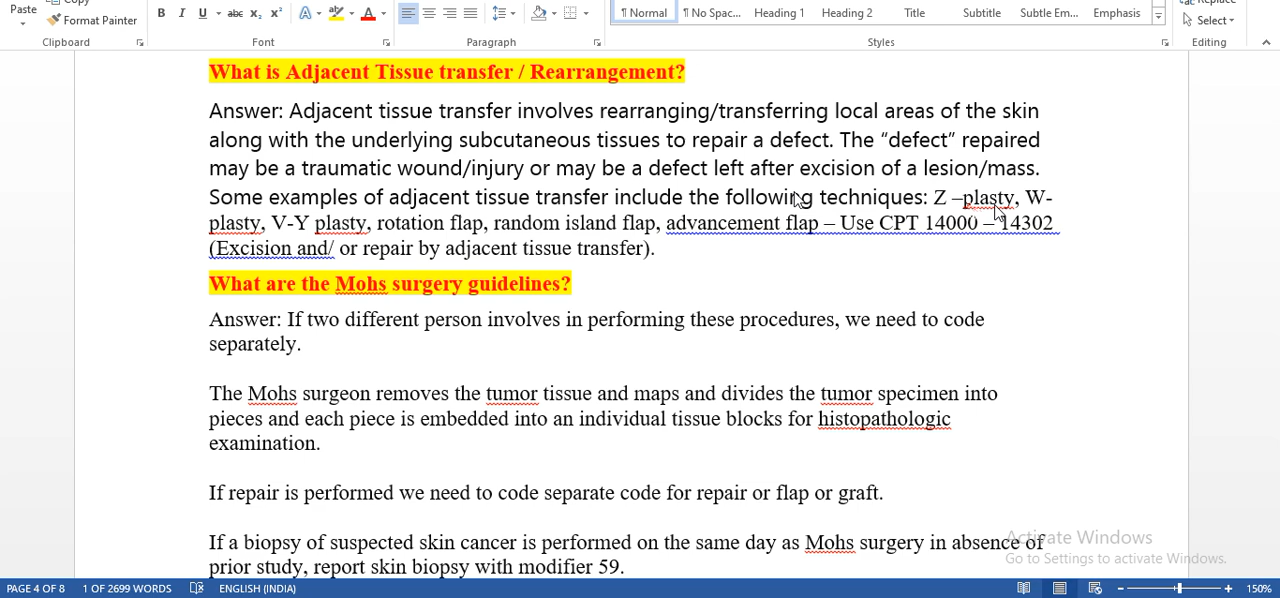 Paste
Copy
Format Painter
B I U abc x₂ x² A ab A
Replace
Select
¶ Normal ¶ No Spac... Heading 1 Heading 2 Title Subtitle Subtle Em... Emphasis
Clipboard Font Paragraph Styles Editing
What is Adjacent Tissue transfer / Rearrangement?
Answer: Adjacent tissue transfer involves rearranging/transferring local areas of the skin
along with the underlying subcutaneous tissues to repair a defect. The “defect” repaired
may be a traumatic wound/injury or may be a defect left after excision of a lesion/mass.
Some examples of adjacent tissue transfer include the following techniques: Z –plasty, W-
plasty, V-Y plasty, rotation flap, random island flap, advancement flap – Use CPT 14000 – 14302
(Excision and/ or repair by adjacent tissue transfer).
What are the Mohs surgery guidelines?
Answer: If two different person involves in performing these procedures, we need to code
separately.
The Mohs surgeon removes the tumor tissue and maps and divides the tumor specimen into
pieces and each piece is embedded into an individual tissue blocks for histopathologic
examination.
If repair is performed we need to code separate code for repair or flap or graft.
If a biopsy of suspected skin cancer is performed on the same day as Mohs surgery in absence of
prior study, report skin biopsy with modifier 59.
Activate Windows
Go to Settings to activate Windows.
PAGE 4 OF 8 1 OF 2699 WORDS ENGLISH (INDIA) 150%